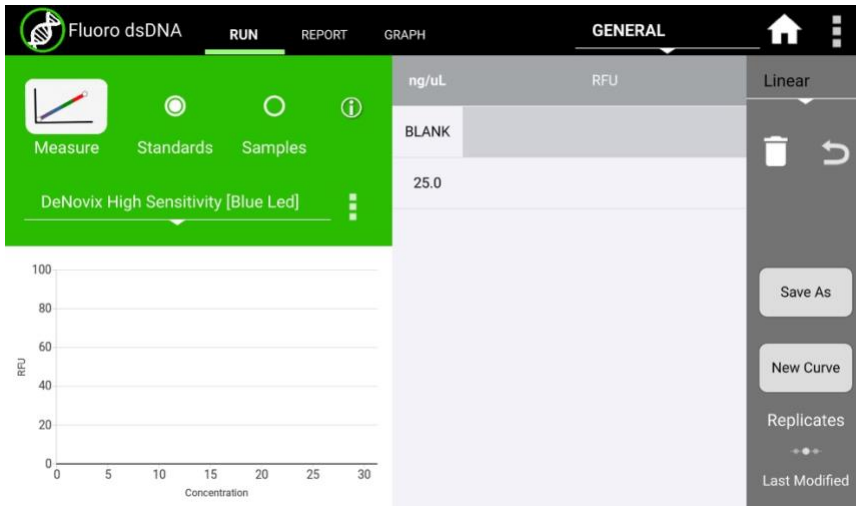 Fluoro dsDNA RUN REPORT GRAPH GENERAL
Measure Standards Samples
DeNovix High Sensitivity [Blue Led]
100
80
60
40
20
0
RFU
0 5 10 15 20 25 30
Concentration
ng/uL RFU
BLANK
25.0
Linear
Save As
New Curve
Replicates
Last Modified